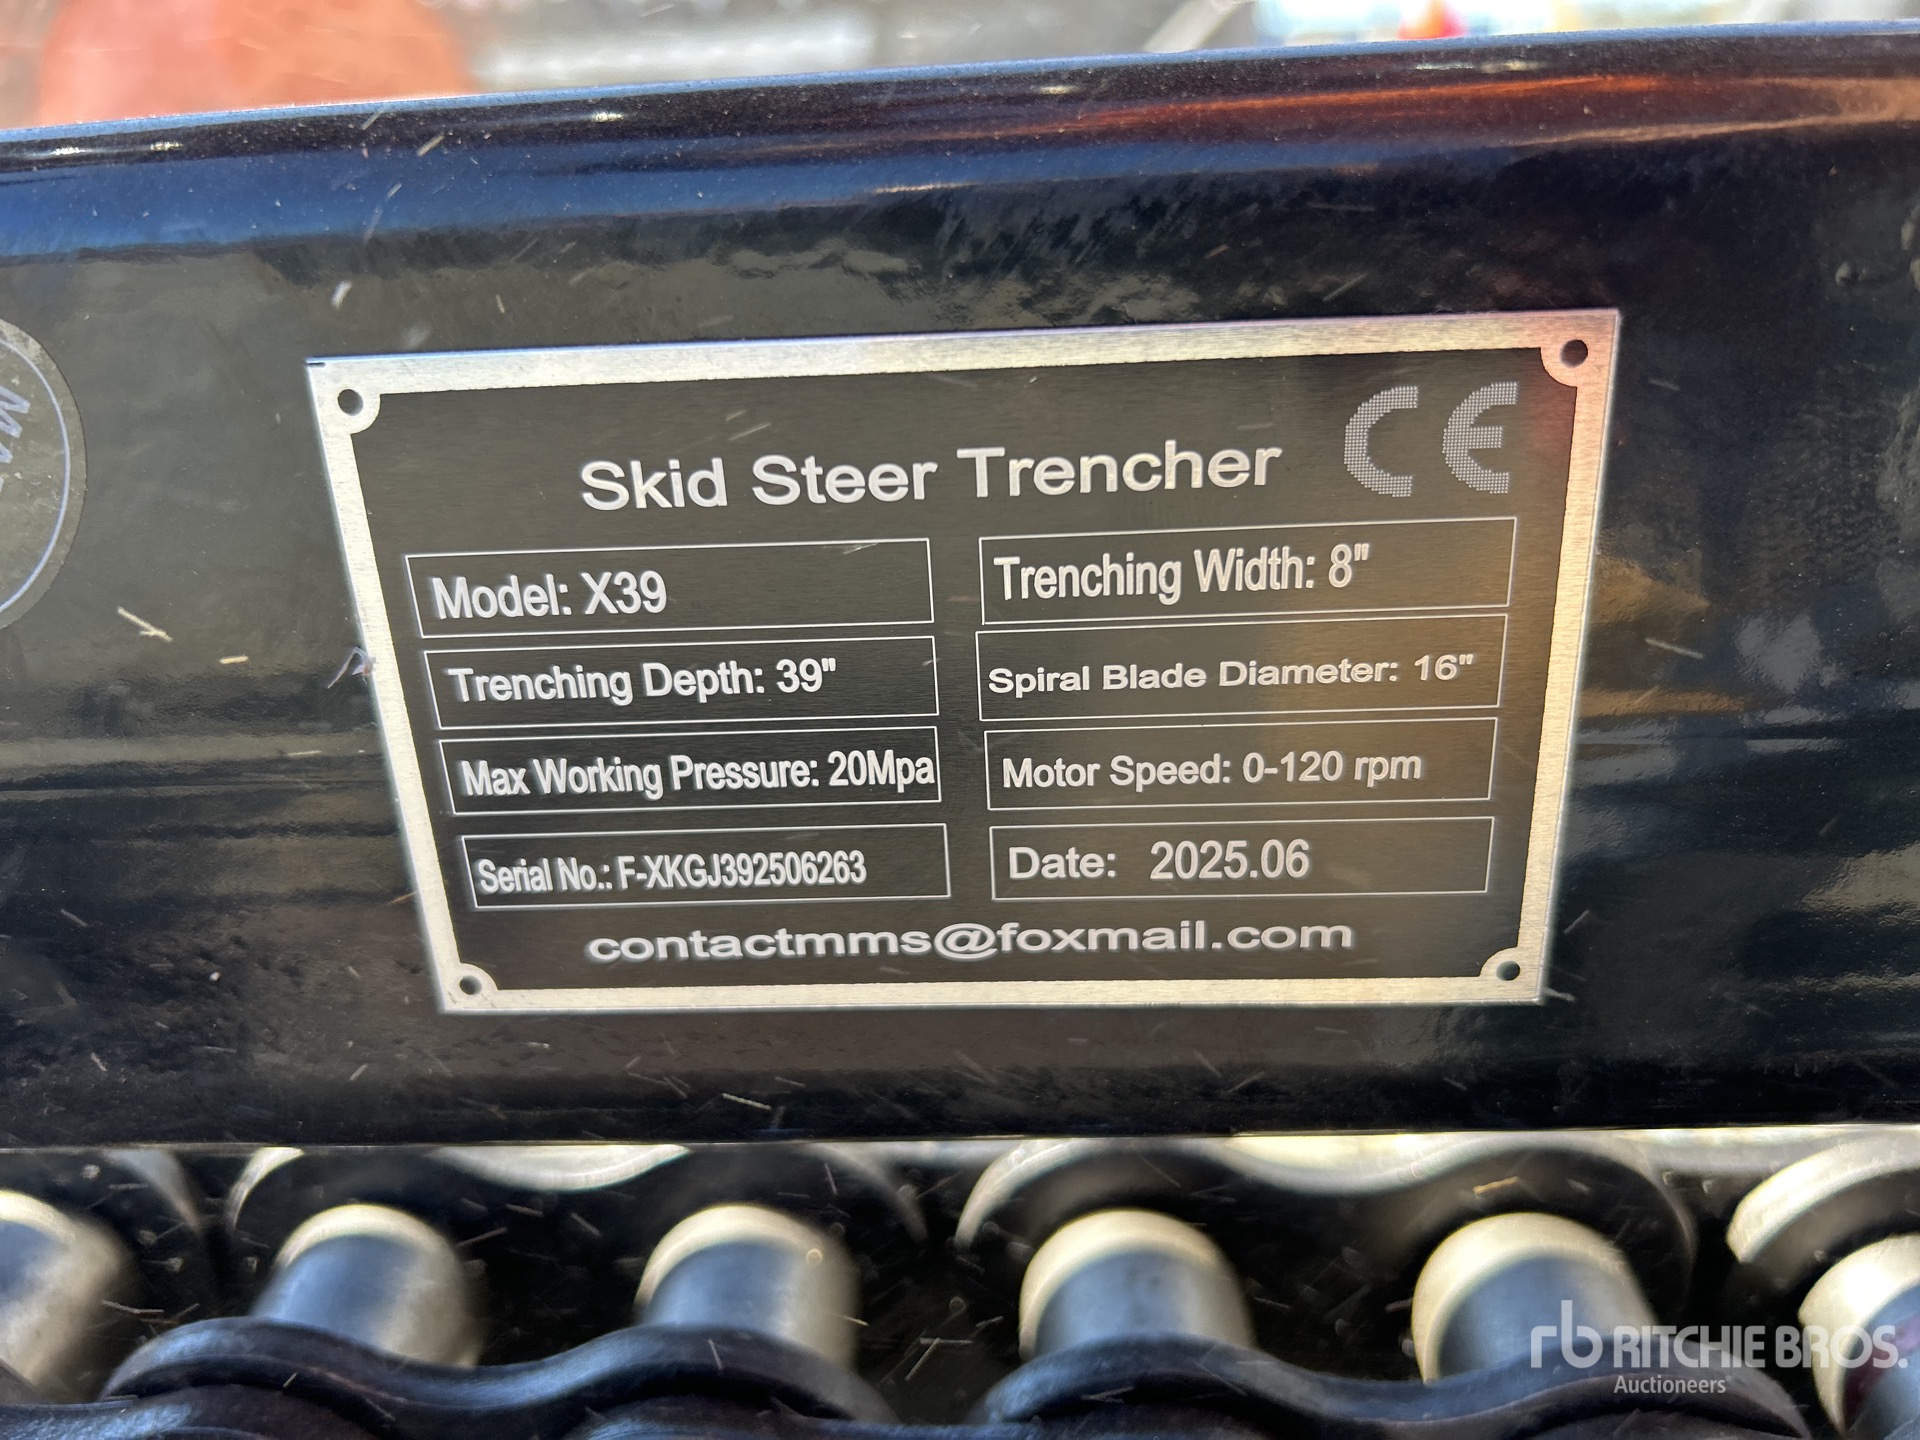 Skid Steer Trencher CE
Model: X39
Trenching Width: 8"
Trenching Depth: 39"
Spiral Blade Diameter: 16"
Max Working Pressure: 20Mpa
Motor Speed: 0-120 rpm
Serial No.: F-XKGJ392506263
Date: 2025.06
contactmms@foxmail.com
rb RITCHIE BROS.
Auctioneers